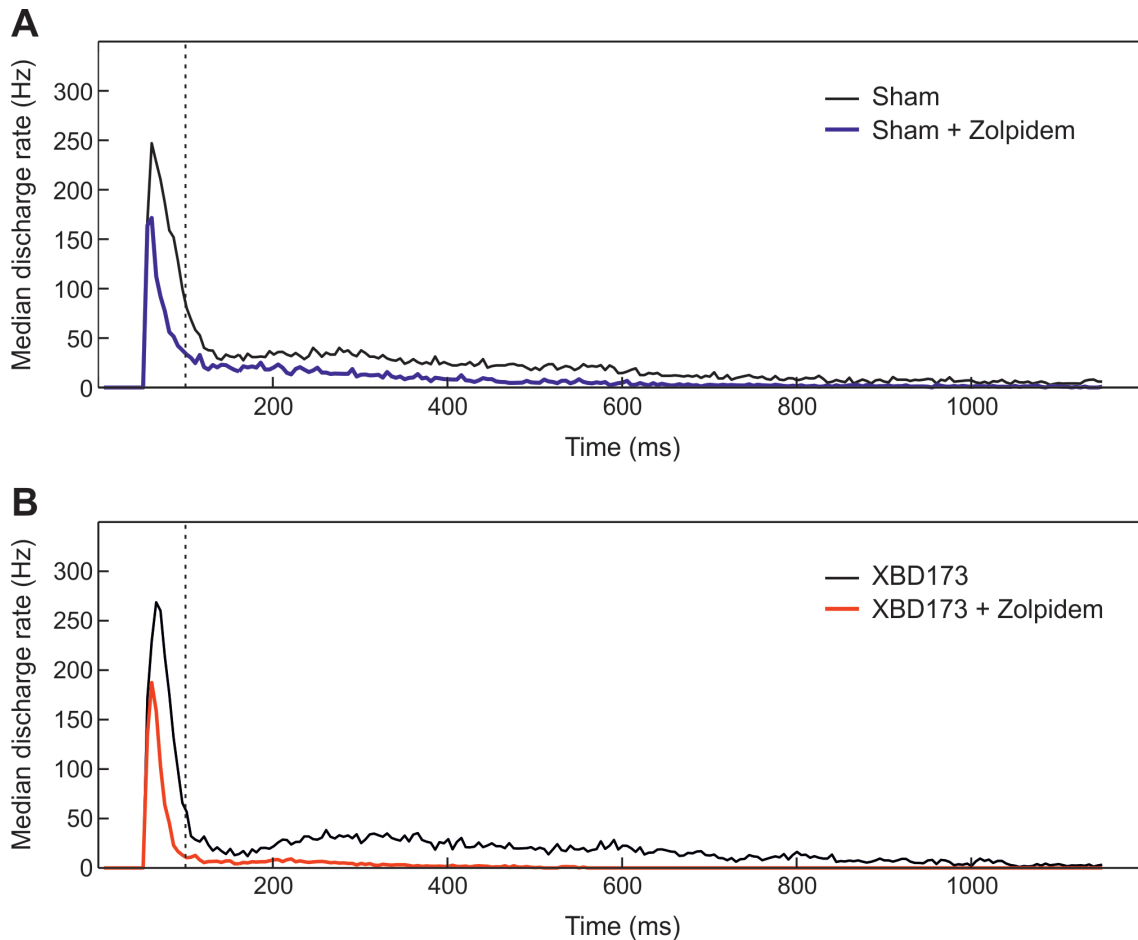 A
Median discharge rate (Hz)
300
250
200
150
100
50
0
Sham
Sham + Zolpidem
200 400 600 800 1000
Time (ms)
B
Median discharge rate (Hz)
300
250
200
150
100
50
0
XBD173
XBD173 + Zolpidem
200 400 600 800 1000
Time (ms)